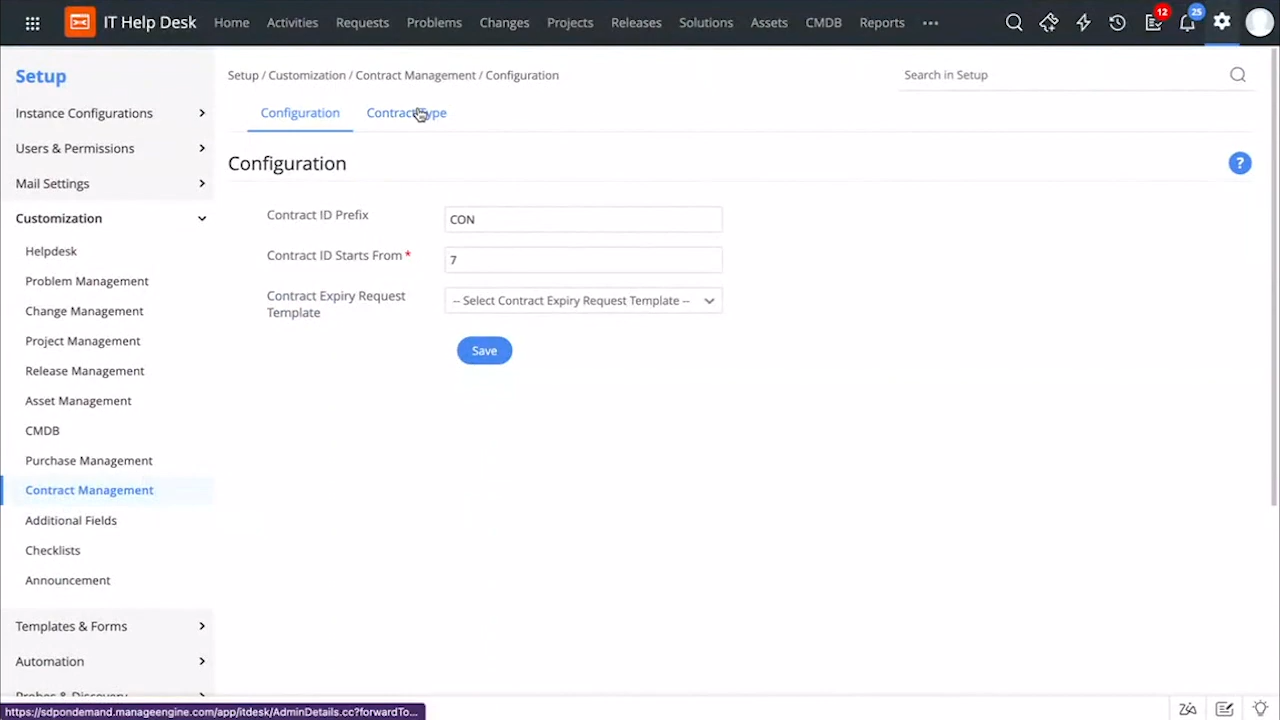 IT Help Desk Home Activities Requests Problems Changes Projects Releases Solutions Assets CMDB Reports 12 25
Setup
Setup / Customization / Contract Management / Configuration
Search in Setup
Instance Configurations
Users & Permissions
Mail Settings
Customization
Helpdesk
Problem Management
Change Management
Project Management
Release Management
Asset Management
CMDB
Purchase Management
Contract Management
Additional Fields
Checklists
Announcement
Templates & Forms
Automation
Probes & Discovery
Configuration Contract Type
Configuration
?
Contract ID Prefix CON
Contract ID Starts From * 7
Contract Expiry Request Template -- Select Contract Expiry Request Template --
Save
https://sdpondemand.manageengine.com/app/itdesk/AdminDetails.cc?forwardTo...